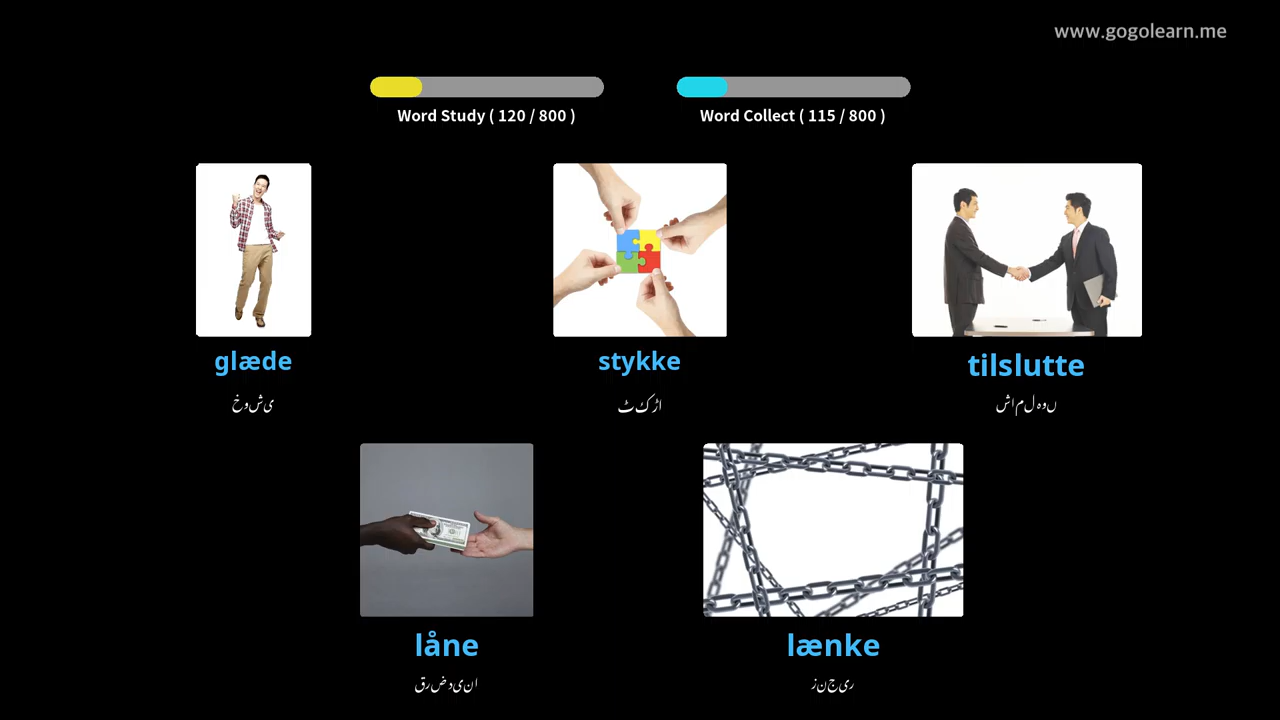 www.gogolearn.me
Word Study ( 120 / 800 )
Word Collect ( 115 / 800 )
glæde
stykke
tilslutte
خوشی
ٹکڑا
شامل ہوں
låne
lænke
قرض دینا
زنجیر